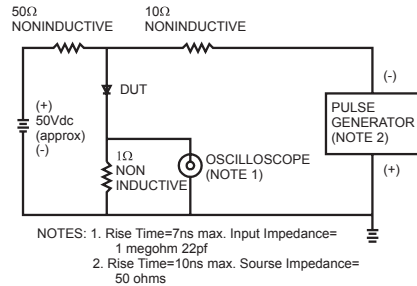 50Ω
NONINDUCTIVE
10Ω
NONINDUCTIVE
(+)
50Vdc
(approx)
(-)
DUT
1Ω
NON
INDUCTIVE
OSCILLOSCOPE
(NOTE 1)
(-)
PULSE
GENERATOR
(NOTE 2)
(+)
NOTES: 1. Rise Time=7ns max. Input Impedance=
1 megohm 22pf
2. Rise Time=10ns max. Sourse Impedance=
50 ohms